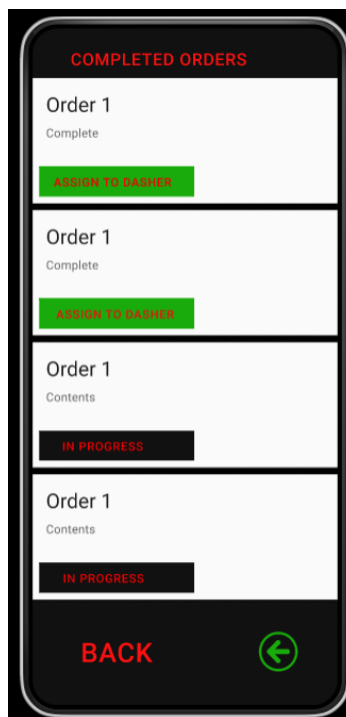 COMPLETED ORDERS
Order 1
Complete
ASSIGN TO DASHER
Order 1
Complete
ASSIGN TO DASHER
Order 1
Contents
IN PROGRESS
Order 1
Contents
IN PROGRESS
BACK